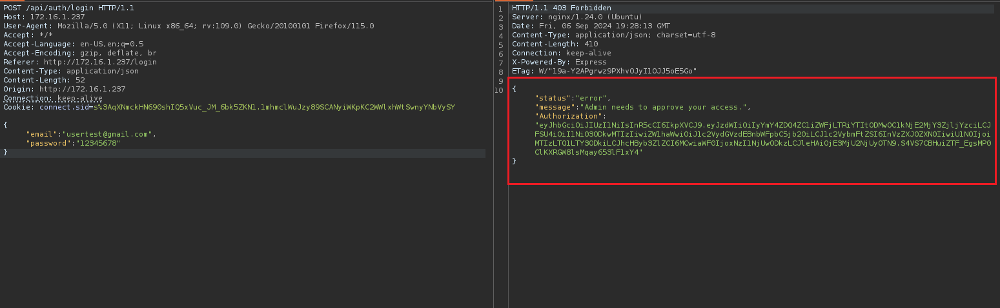 POST /api/auth/login HTTP/1.1
Host: 172.16.1.237
User-Agent: Mozilla/5.0 (X11; Linux x86_64; rv:109.0) Gecko/20100101 Firefox/115.0
Accept: */*
Accept-Language: en-US,en;q=0.5
Accept-Encoding: gzip, deflate, br
Referer: http://172.16.1.237/login
Content-Type: application/json
Content-Length: 52
Origin: http://172.16.1.237
Connection: keep-alive
Cookie: connect.sid=s%3AqXNmckHN690shIQ5xVuc_JM_6bk5ZKN1.1mhmclWuJzy89SCANyiWKpKC2WWlxhWtSwnyYNbVySY
{
"email":"usertest@gmail.com",
"password":"12345678"
}
1 HTTP/1.1 403 Forbidden
2 Server: nginx/1.24.0 (Ubuntu)
3 Date: Fri, 06 Sep 2024 19:28:13 GMT
4 Content-Type: application/json; charset=utf-8
5 Content-Length: 410
6 Connection: keep-alive
7 X-Powered-By: Express
8 ETag: W/"19a-Y2APgrwz9PXhvOJyI1OJJ5oE5Go"
9
10 {
"status":"error",
"message":"Admin needs to approve your access.",
"Authorization":
"eyJhbGciOiJIUzI1NiIsInR5cCI6IkpXVCJ9.eyJzdWIiOiIyYmY4ZDQ4ZC1iZWFjLTRiYTItODMwOC1kNjE2MjY3ZjljYzciLCJ
FSU4iOiI1Ni03ODkwMTIzIiwiZW1haWwiOiJ1c2VydGVzdEBnbWFpbC5jb20iLCJ1c2VybmFtZSI6InVzZXJ0ZXN0IiwiU1NOIjoi
MTIzLTQ1LTY3ODkiLCJhcHByb3ZlZCI6MCwiaWF0IjoxNzI1NjUwODkzLCJleHAiOjE3MjU2NjUyOTN9.S4VS7CBHuiZTF_EgsMP0
ClKXRGW8lsMqay653lF1xY4"
}